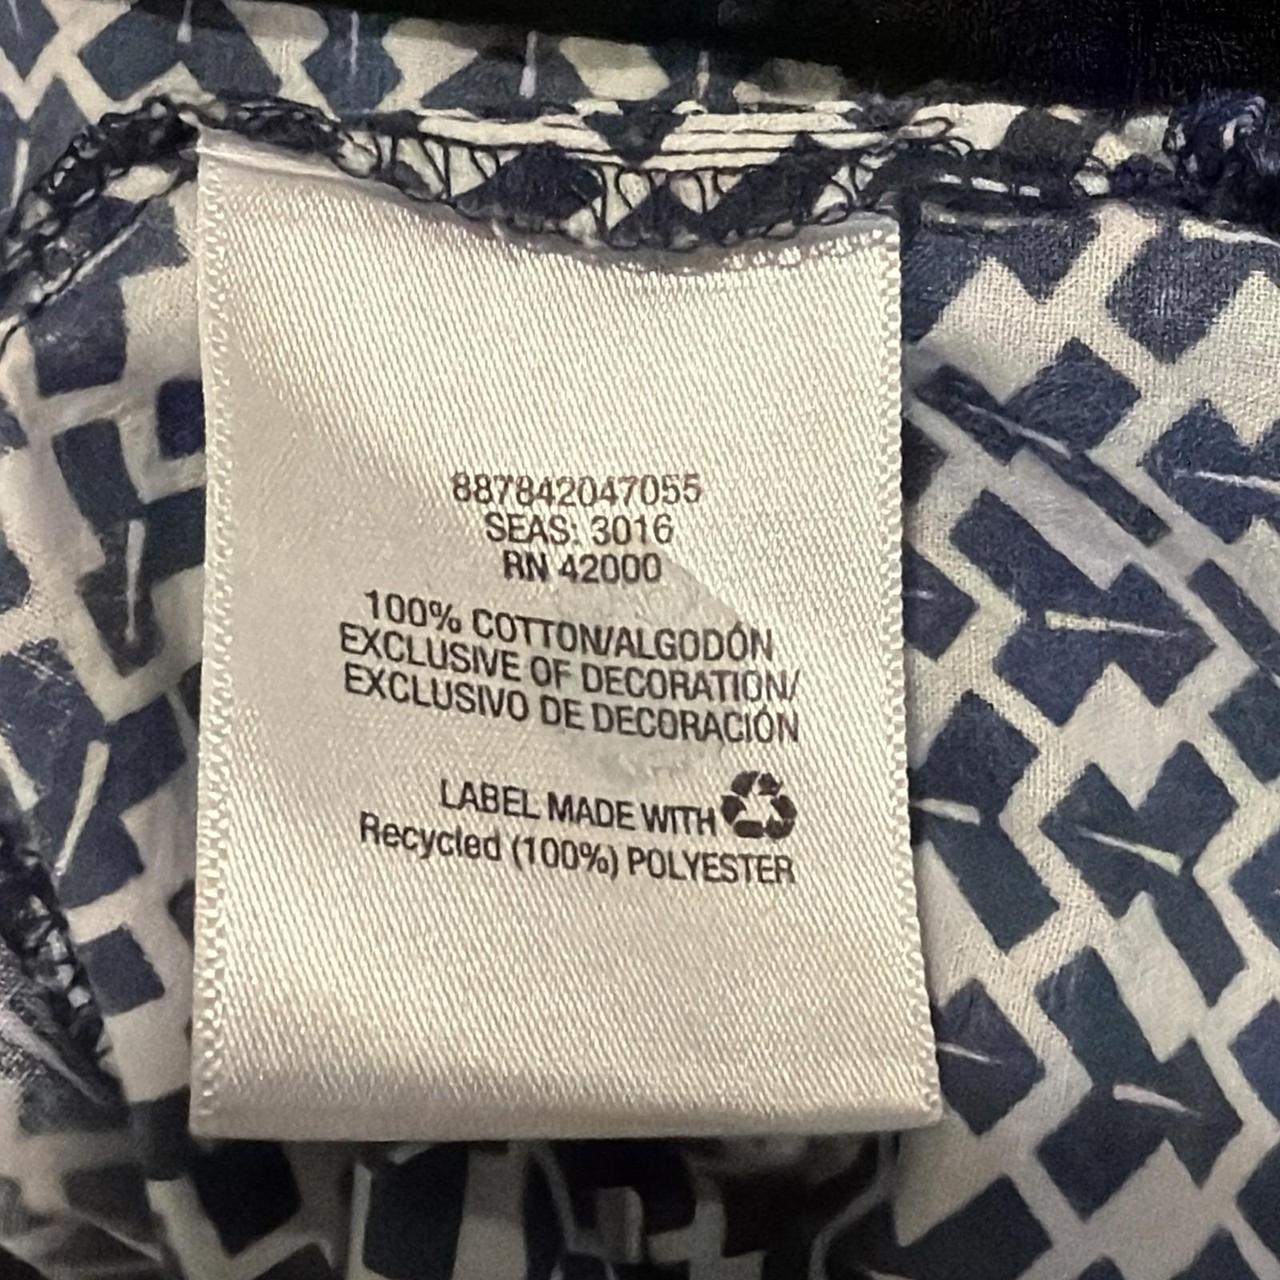 887842047055
SEAS: 3016
RN 42000
100% COTTON/ALGODÓN
EXCLUSIVE OF DECORATION/
EXCLUSIVO DE DECORACIÓN
LABEL MADE WITH
Recycled (100%) POLYESTER